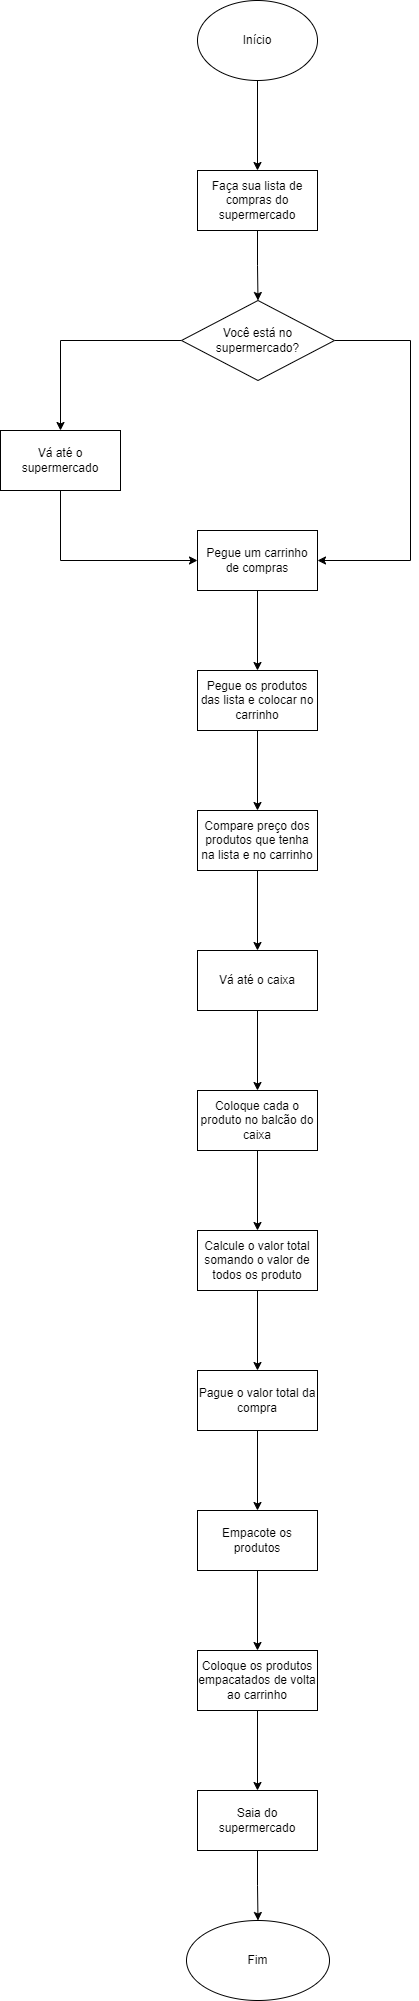 Início
Faça sua lista de
compras do
supermercado
Você está no
supermercado?
Vá até o
supermercado
Pegue um carrinho
de compras
Pegue os produtos
das lista e colocar no
carrinho
Compare preço dos
produtos que tenha
na lista e no carrinho
Vá até o caixa
Coloque cada o
produto no balcão do
caixa
Calcule o valor total
somando o valor de
todos os produto
Pague o valor total da
compra
Empacote os
produtos
Coloque os produtos
empacatados de volta
ao carrinho
Saia do
supermercado
Fim